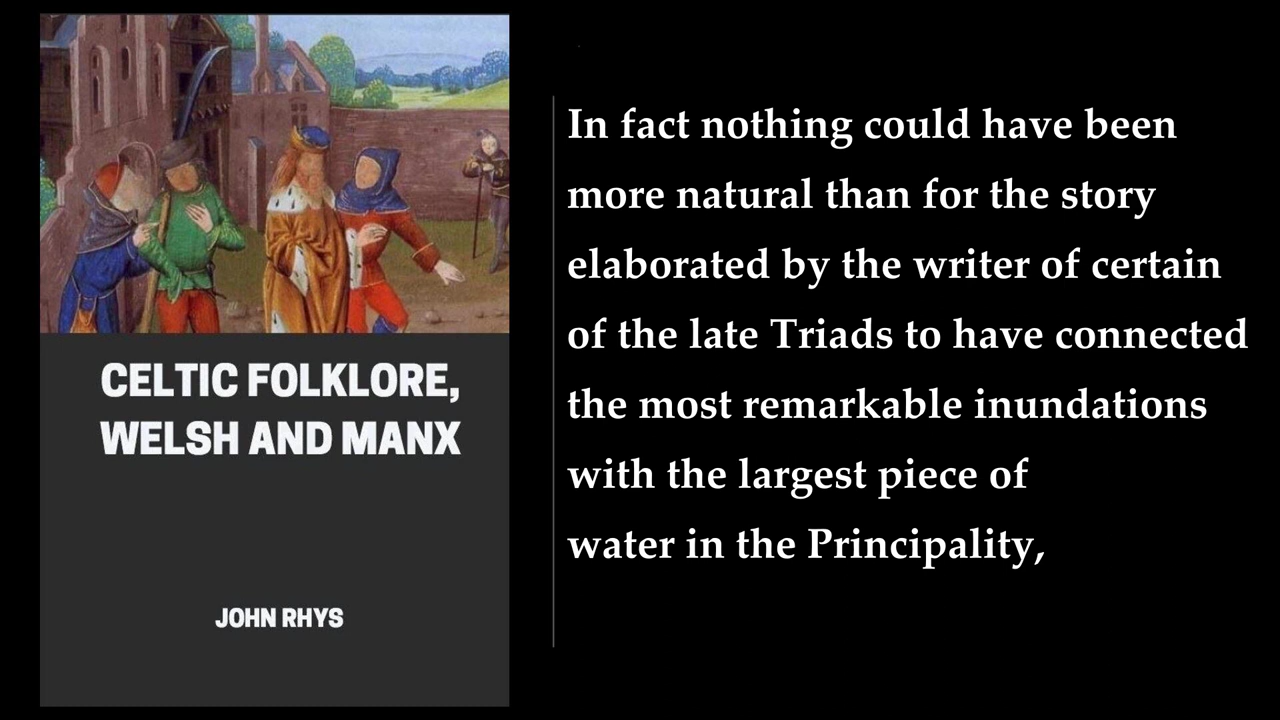 CELTIC FOLKLORE,
WELSH AND MANX
JOHN RHYS
In fact nothing could have been
more natural than for the story
elaborated by the writer of certain
of the late Triads to have connected
the most remarkable inundations
with the largest piece of
water in the Principality,